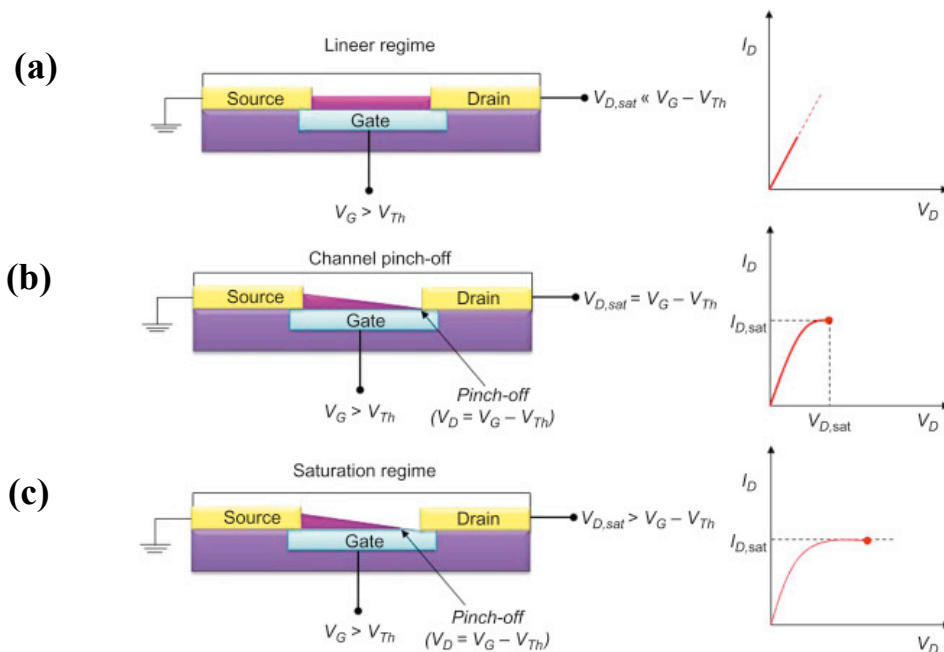 (a)
Lineer regime
Source
Drain
Gate
V_D,sat « V_G – V_Th
V_G > V_Th
I_D
V_D
(b)
Channel pinch-off
Source
Drain
Gate
V_D,sat = V_G – V_Th
V_G > V_Th
Pinch-off
(V_D = V_G – V_Th)
I_D
I_D,sat
V_D,sat
V_D
(c)
Saturation regime
Source
Drain
Gate
V_D,sat > V_G – V_Th
V_G > V_Th
Pinch-off
(V_D = V_G – V_Th)
I_D
I_D,sat
V_D